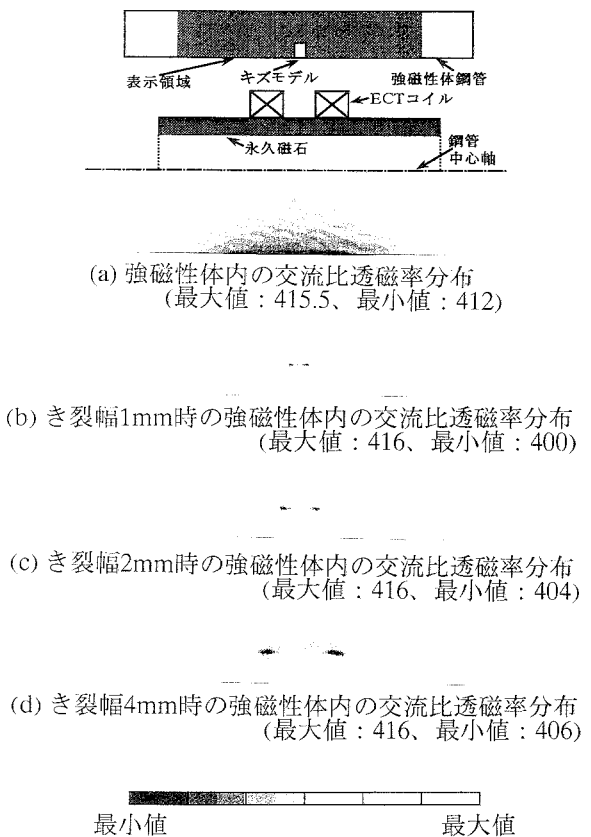 表示領域
キズモデル
強磁性体鋼管
ECTコイル
永久磁石
鋼管
中心軸
(a) 強磁性体内の交流比透磁率分布
(最大値：415.5、最小値：412)
(b) き裂幅1mm時の強磁性体内の交流比透磁率分布
(最大値：416、最小値：400)
(c) き裂幅2mm時の強磁性体内の交流比透磁率分布
(最大値：416、最小値：404)
(d) き裂幅4mm時の強磁性体内の交流比透磁率分布
(最大値：416、最小値：406)
最小値
最大値